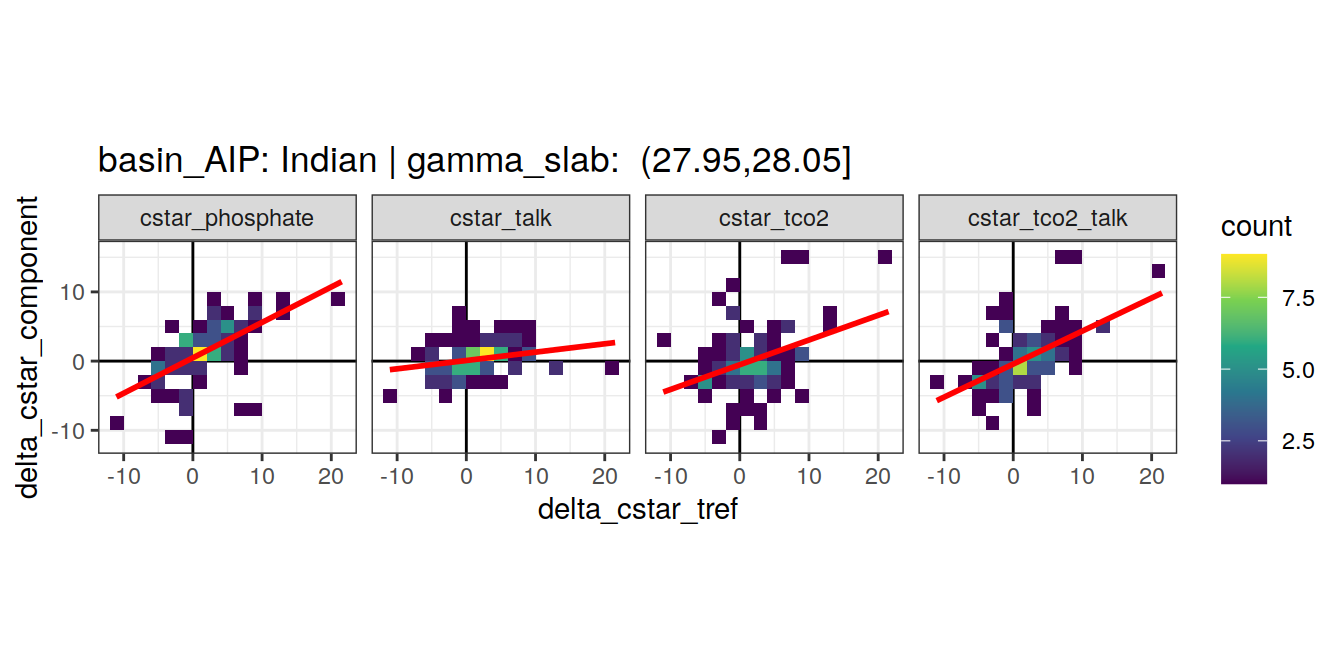 basin_AIP: Indian | gamma_slab:  (27.95,28.05]
cstar_phosphate cstar_talk cstar_tco2 cstar_tco2_talk
delta_cstar_component
10
0
-10
-10 0 10 20 -10 0 10 20 -10 0 10 20 -10 0 10 20
delta_cstar_tref
count
7.5
5.0
2.5